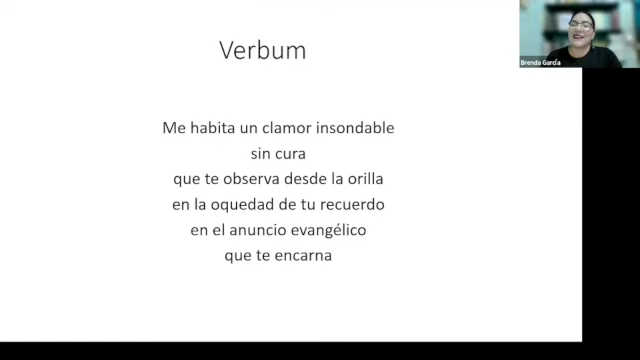 Verbum
Brenda García
Me habita un clamor insondable
sin cura
que te observa desde la orilla
en la oquedad de tu recuerdo
en el anuncio evangélico
que te encarna